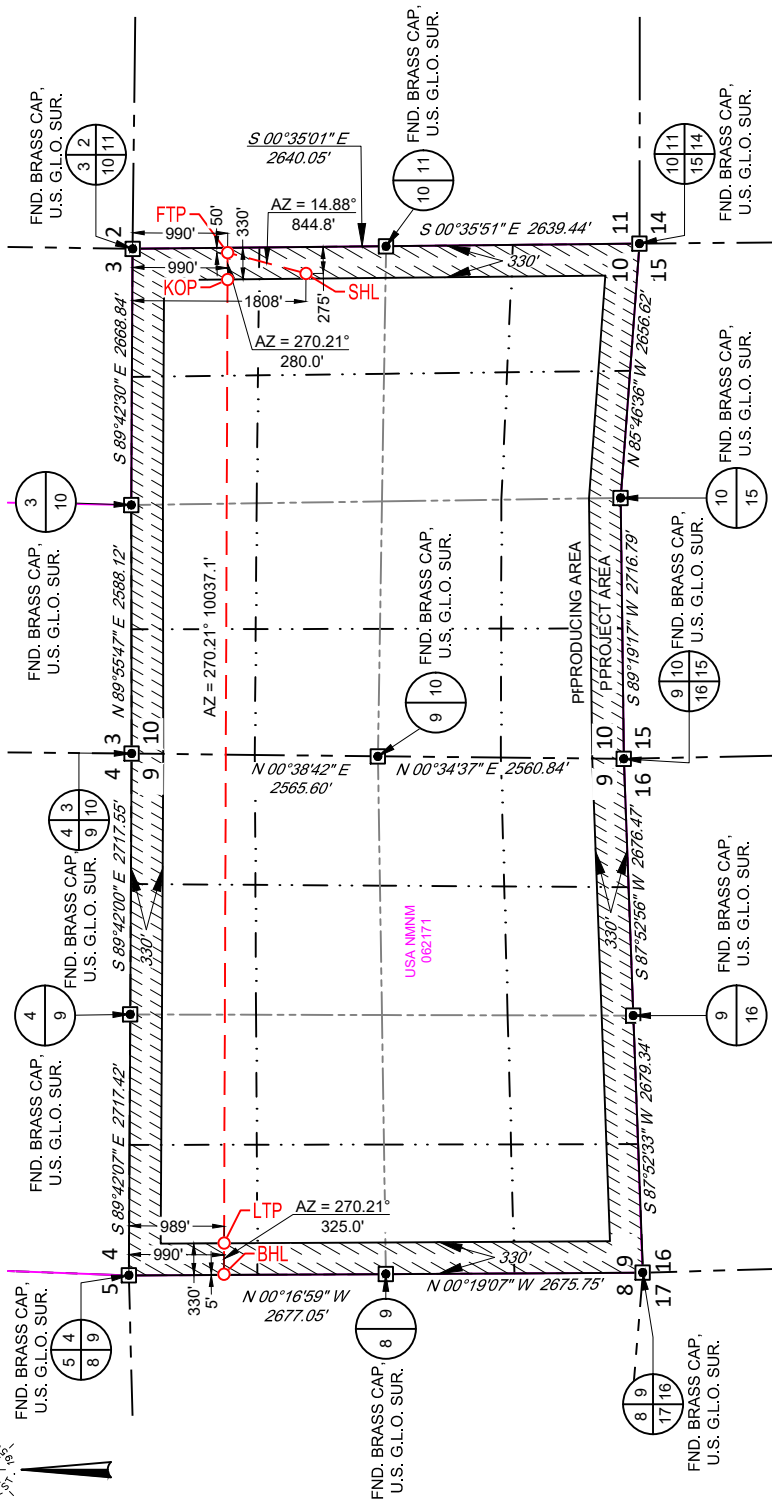 FND. BRASS CAP,
U.S. G.L.O. SUR.
5 4
8 9
5
4
S 89°42'07" E 2717.42'
FND. BRASS CAP,
U.S. G.L.O. SUR.
4
9
S 89°42'00" E 2717.55'
330'
FND. BRASS CAP,
U.S. G.L.O. SUR.
4 3
9 10
4 3
9 10
N 89°55'47" E 2588.12'
FND. BRASS CAP,
U.S. G.L.O. SUR.
3
10
S 89°42'30" E 2668.84'
FND. BRASS CAP,
U.S. G.L.O. SUR.
3 2
10 11
3 2
FTP
990'
50'
330'
990'
KOP
1808'
275'
SHL
AZ = 14.88°
844.8'
AZ = 270.21°
280.0'
S 00°35'01" E
2640.05'
FND. BRASS CAP,
U.S. G.L.O. SUR.
10 11
S 00°35'51" E 2639.44'
330'
AZ = 270.21° 10037.1'
989'
990'
LTP
AZ = 270.21°
325.0'
BHL
330'
5'
N 00°16'59" W
2677.05'
FND. BRASS CAP,
U.S. G.L.O. SUR.
8 9
N 00°19'07" W 2675.75'
330'
N 00°38'42" E
2565.60'
FND. BRASS CAP,
U.S. G.L.O. SUR.
9 10
N 00°34'37" E 2560.84'
USA NMNM
062171
PRODUCING AREA
PROJECT AREA
8 9
17 16
FND. BRASS CAP,
U.S. G.L.O. SUR.
8 9
17 16
S 87°52'33" W 2679.34'
FND. BRASS CAP,
U.S. G.L.O. SUR.
9
16
S 87°52'56" W 2676.47'
330'
9 10
16 15
FND. BRASS CAP,
U.S. G.L.O. SUR.
9 10
16 15
S 89°19'17" W 2716.79'
FND. BRASS CAP,
U.S. G.L.O. SUR.
10
15
N 85°46'36" W 2656.62'
10 11
15 14
FND. BRASS CAP,
U.S. G.L.O. SUR.
10 11
15 14